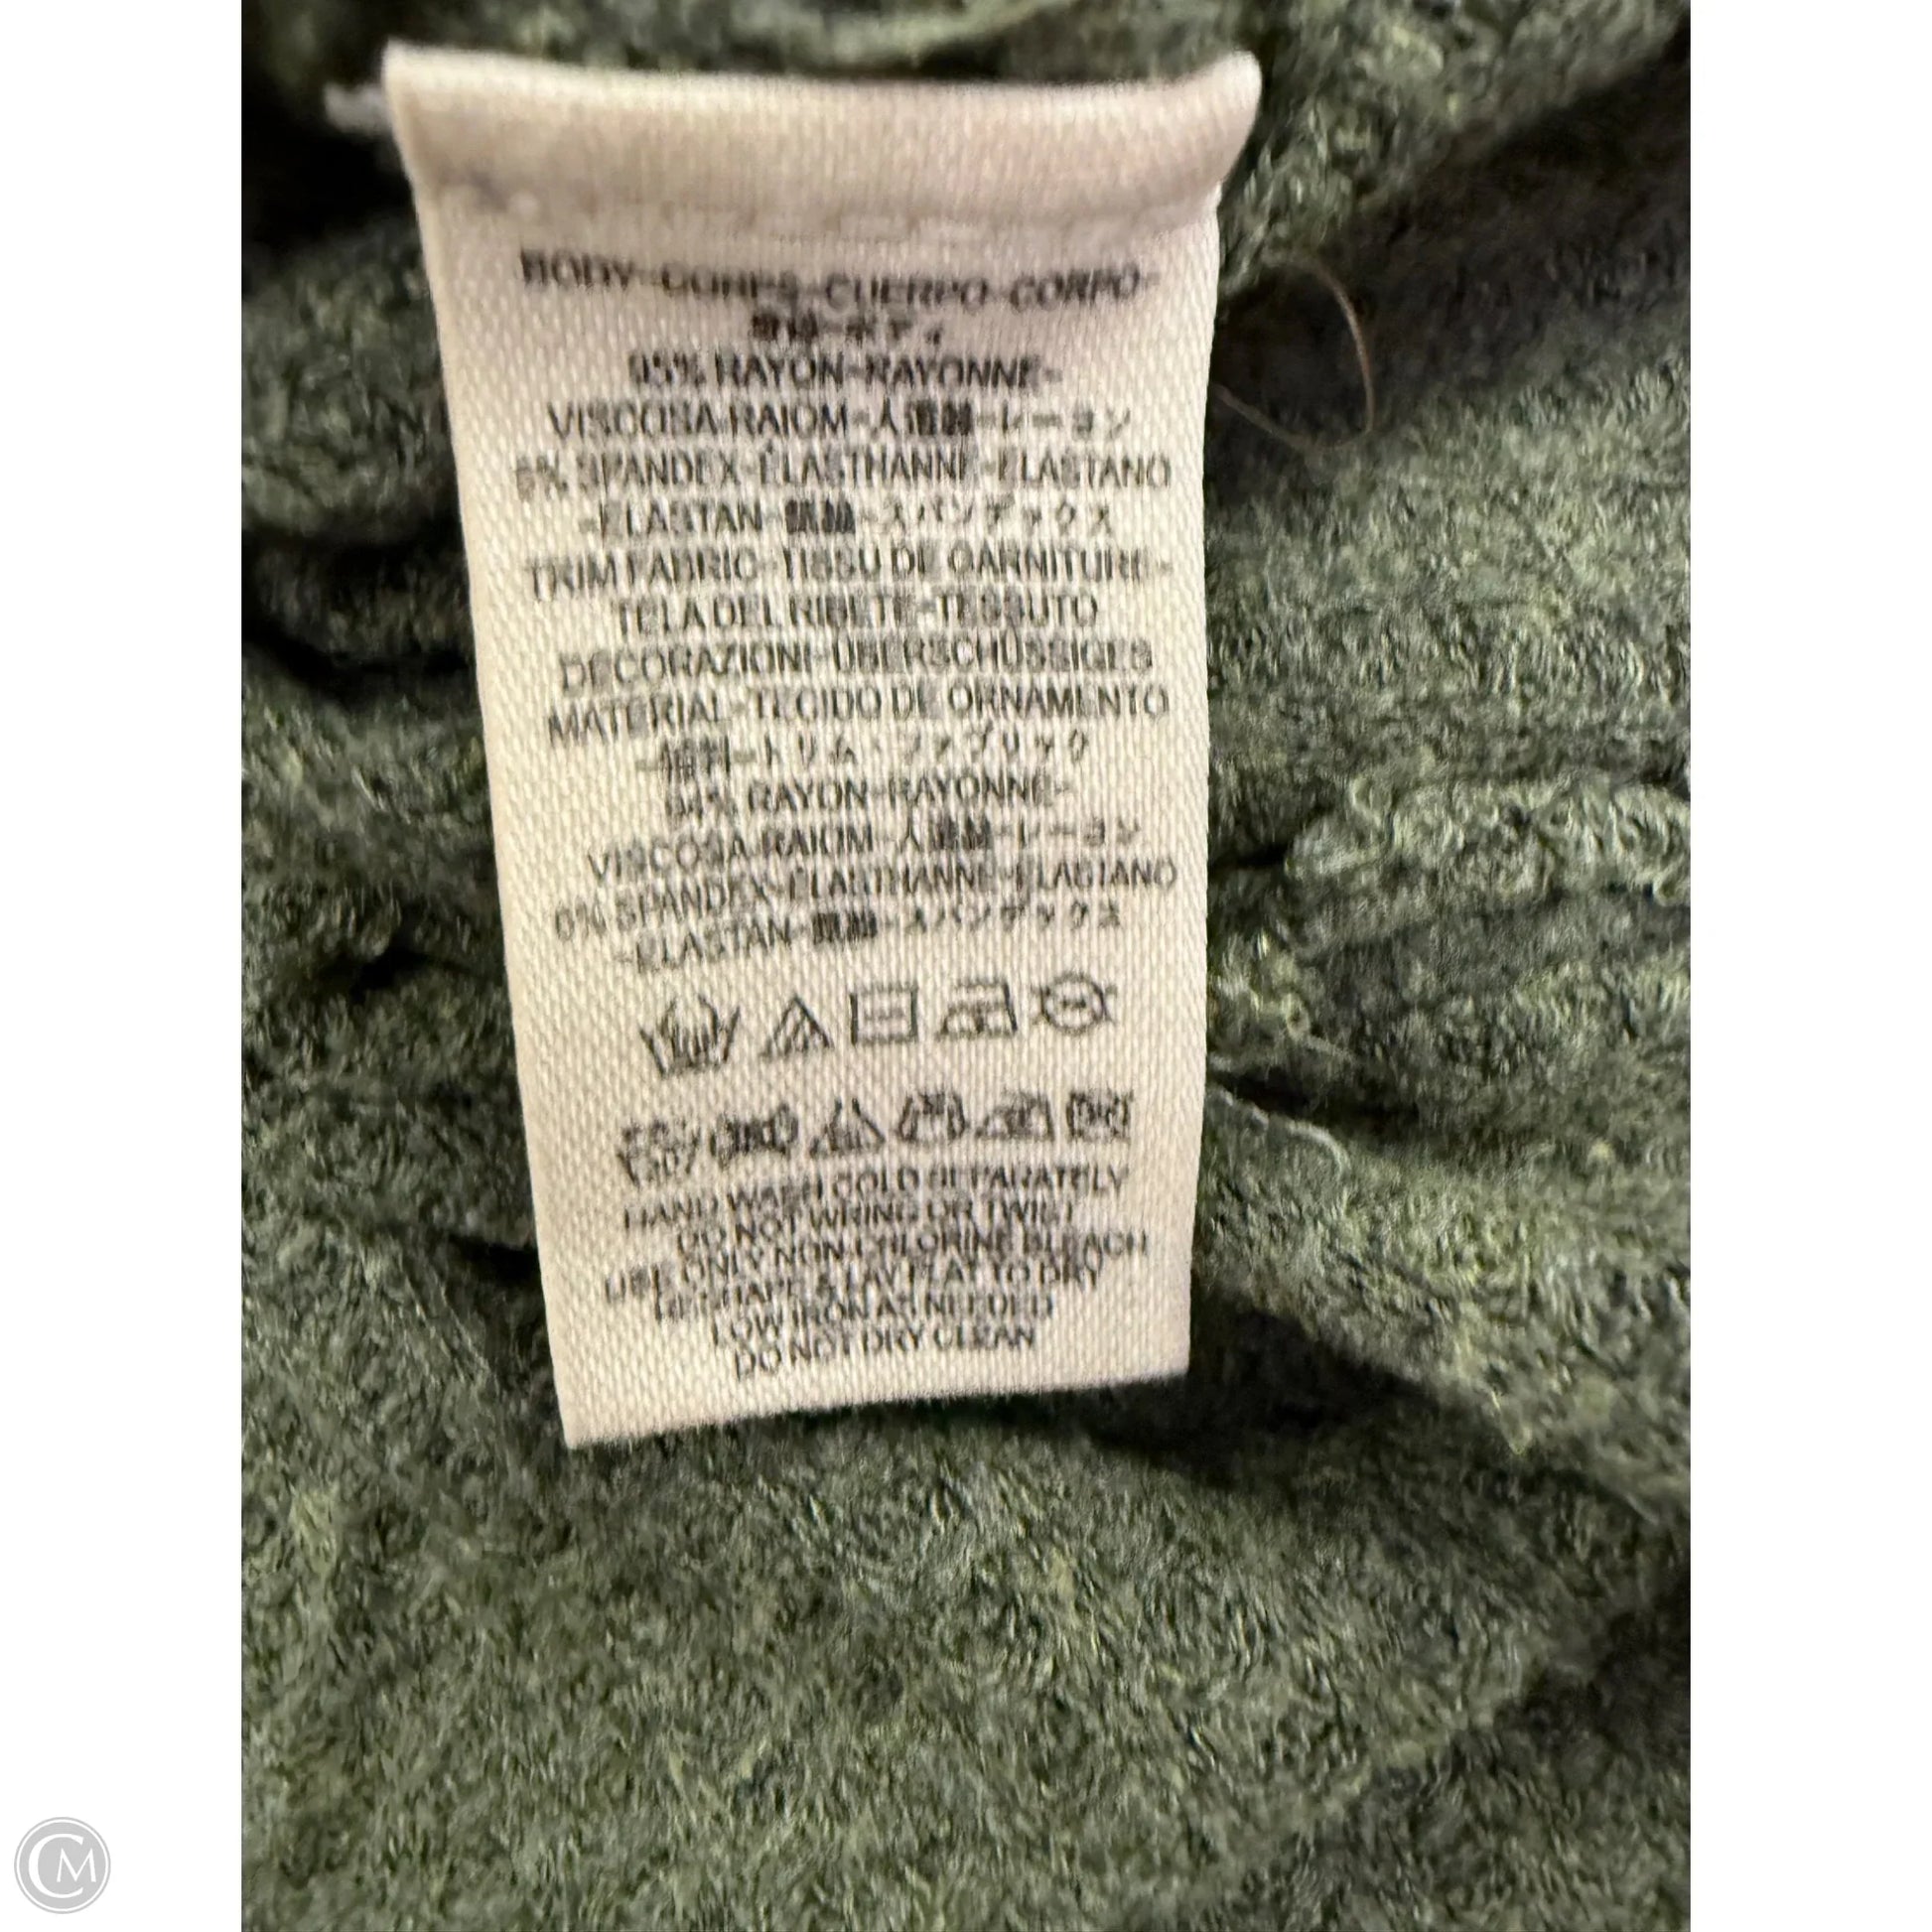 BODY-CORPS-CUERPO-CORPO-
ボディ
95% RAYON-RAYONNE-
VISCOSA-RAIOM-人造絲-レーヨン
5% SPANDEX-ÉLASTHANNE-ELASTANO
-ELASTAN-スパンデックス
TRIM FABRIC-TISSU DE GARNITURE-
TELA DEL RIBETE-TESSUTO
DECORAZIONI-ÜBERSCHÜSSIGES
MATERIAL-TECIDO DE ORNAMENTO
トリム・ファブリック
94% RAYON-RAYONNE-
VISCOSA-RAIOM-人造絲-レーヨン
6% SPANDEX-ÉLASTHANNE-ELASTANO
-ELASTAN-スパンデックス
HAND WASH COLD SEPARATELY
DO NOT WRING OR TWIST
USE ONLY NON-CHLORINE BLEACH
RESHAPE & LAY FLAT TO DRY
LOW IRON AS NEEDED
DO NOT DRY CLEAN
CM